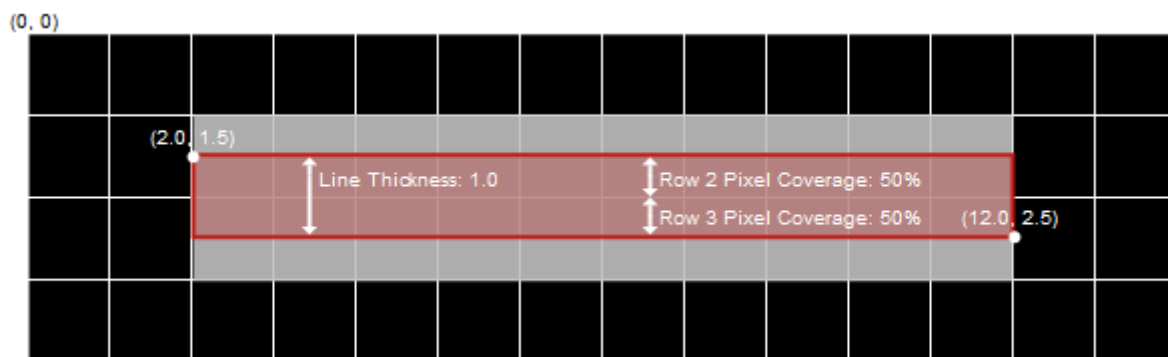 (0, 0)
(2.0, 1.5)
Line Thickness: 1.0
Row 2 Pixel Coverage: 50%
Row 3 Pixel Coverage: 50%
(12.0, 2.5)